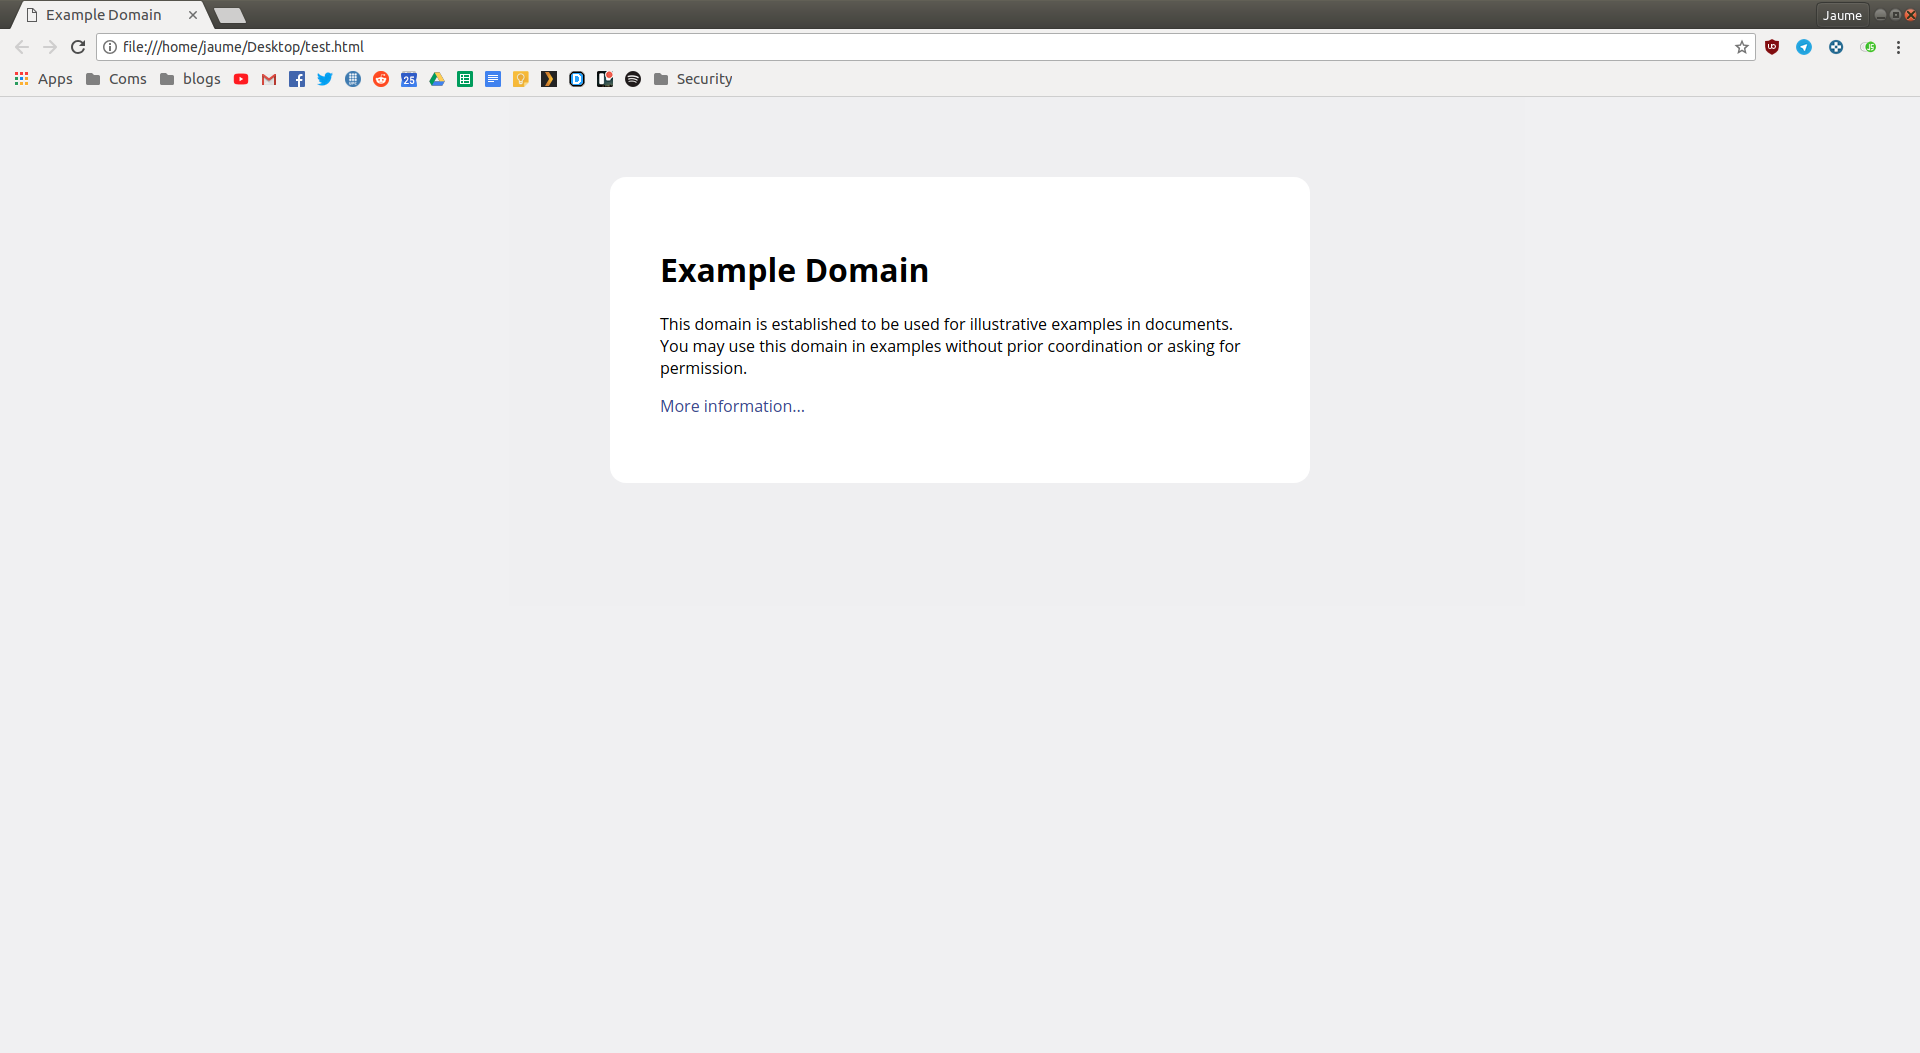 Example Domain
Jaume
file:///home/jaume/Desktop/test.html
Apps Coms blogs 25 Security
Example Domain
This domain is established to be used for illustrative examples in documents.
You may use this domain in examples without prior coordination or asking for
permission.
More information...